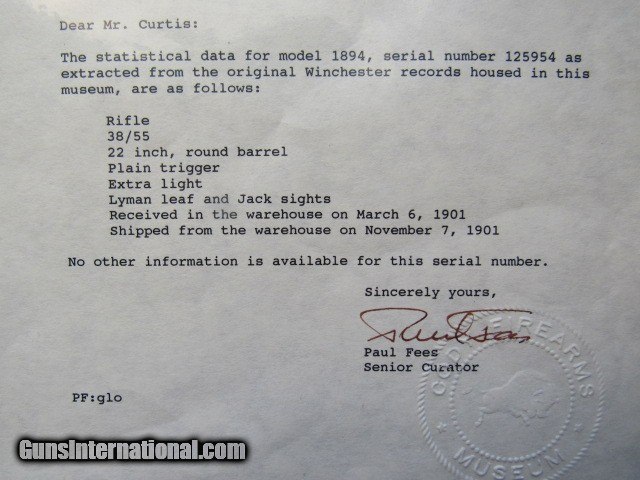 Dear Mr. Curtis:
The statistical data for model 1894, serial number 125954 as
extracted from the original Winchester records housed in this
museum, are as follows:
Rifle
38/55
22 inch, round barrel
Plain trigger
Extra light
Lyman leaf and Jack sights
Received in the warehouse on March 6, 1901
Shipped from the warehouse on November 7, 1901
No other information is available for this serial number.
Sincerely yours,
Paul Fees
Paul Fees
Senior Curator
CODY FIREARMS
MUSEUM
PF:glo
GunsInternational.com